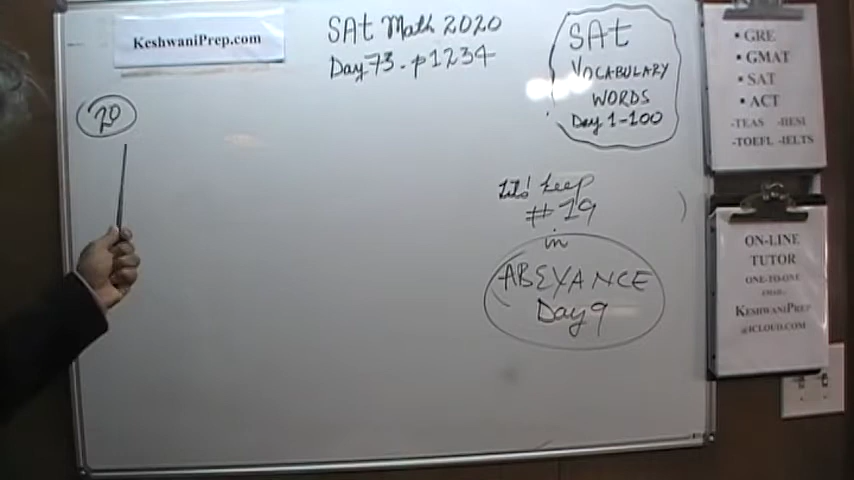 KeshwaniPrep.com
SAt Math 2020
Day 73 - p1234
SAt
VOCABULARY
WORDS
Day 1-100
20
keep
#19
in
ABEYANCE
Day 9
• GRE
• GMAT
• SAT
• ACT
-TEAS -HESI
-TOEFL -IELTS
ON-LINE
TUTOR
ONE-TO-ONE
EMAIL:
KESHWANIPREP
@ICLOUD.COM